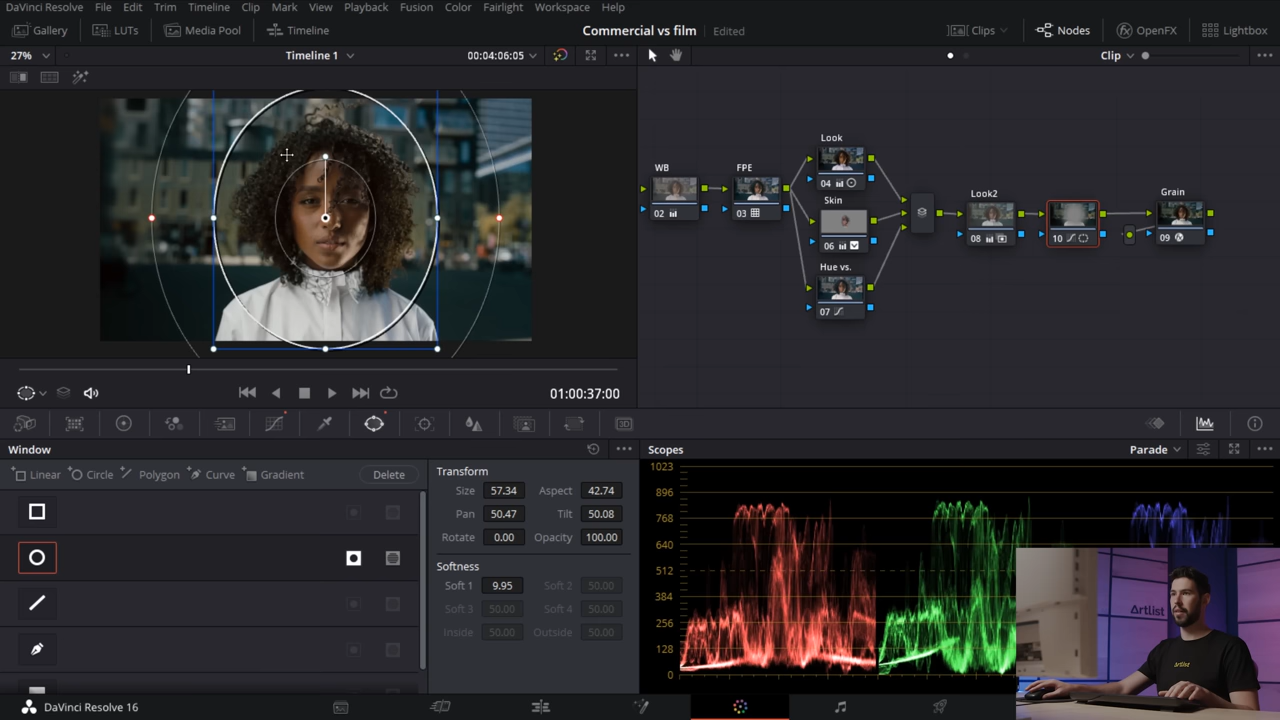 DaVinci Resolve File Edit Trim Timeline Clip Mark View Playback Fusion Color Fairlight Workspace Help
Gallery LUTs Media Pool Timeline Commercial vs film Edited Clips Nodes OpenFX Lightbox
27% Timeline 1 00:04:06:05 Clip
Look
WB FPE 04
02 03 Skin Look2 Grain
06 08 10 09
Hue vs.
07
01:00:37:00
Window Scopes Parade
Linear Circle Polygon Curve Gradient Delete
Transform
Size 57.34 Aspect 42.74
Pan 50.47 Tilt 50.08
Rotate 0.00 Opacity 100.00
Softness
Soft 1 9.95 Soft 2 50.00
Soft 3 50.00 Soft 4 50.00
Inside 50.00 Outside 50.00
1023
896
768
640
512
384
256
128
0
Artlist
Artlist
DaVinci Resolve 16